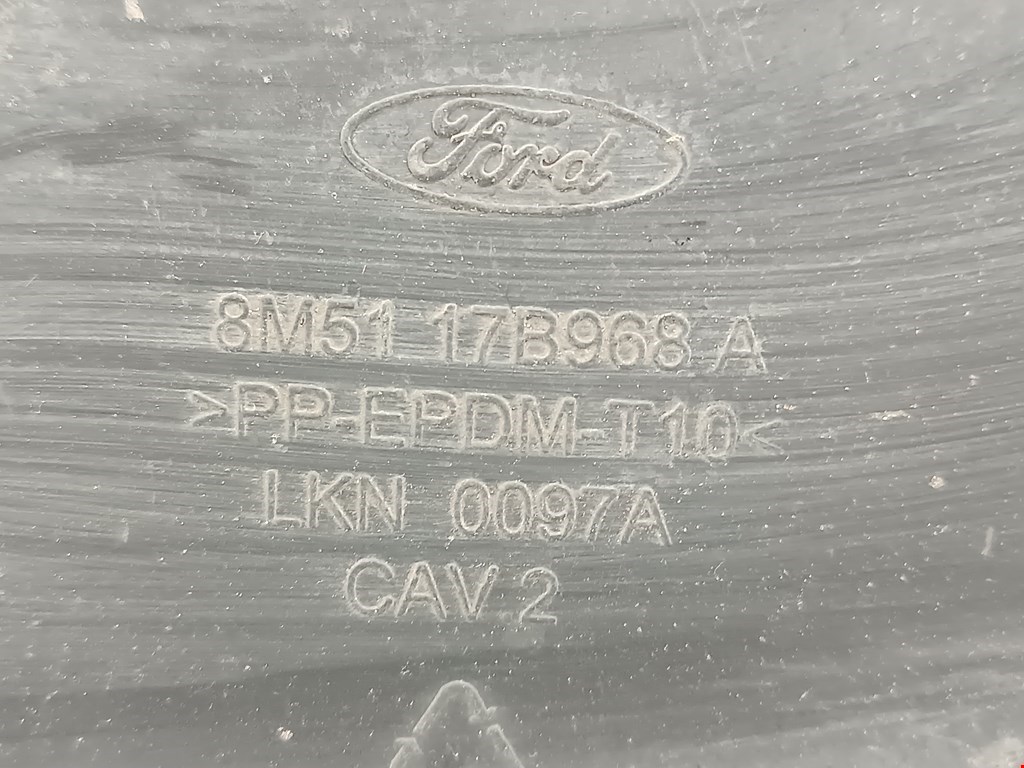 Ford
8M51 17B968 A
>PP-EPDM-T10<
LKN 0097A
CAV 2